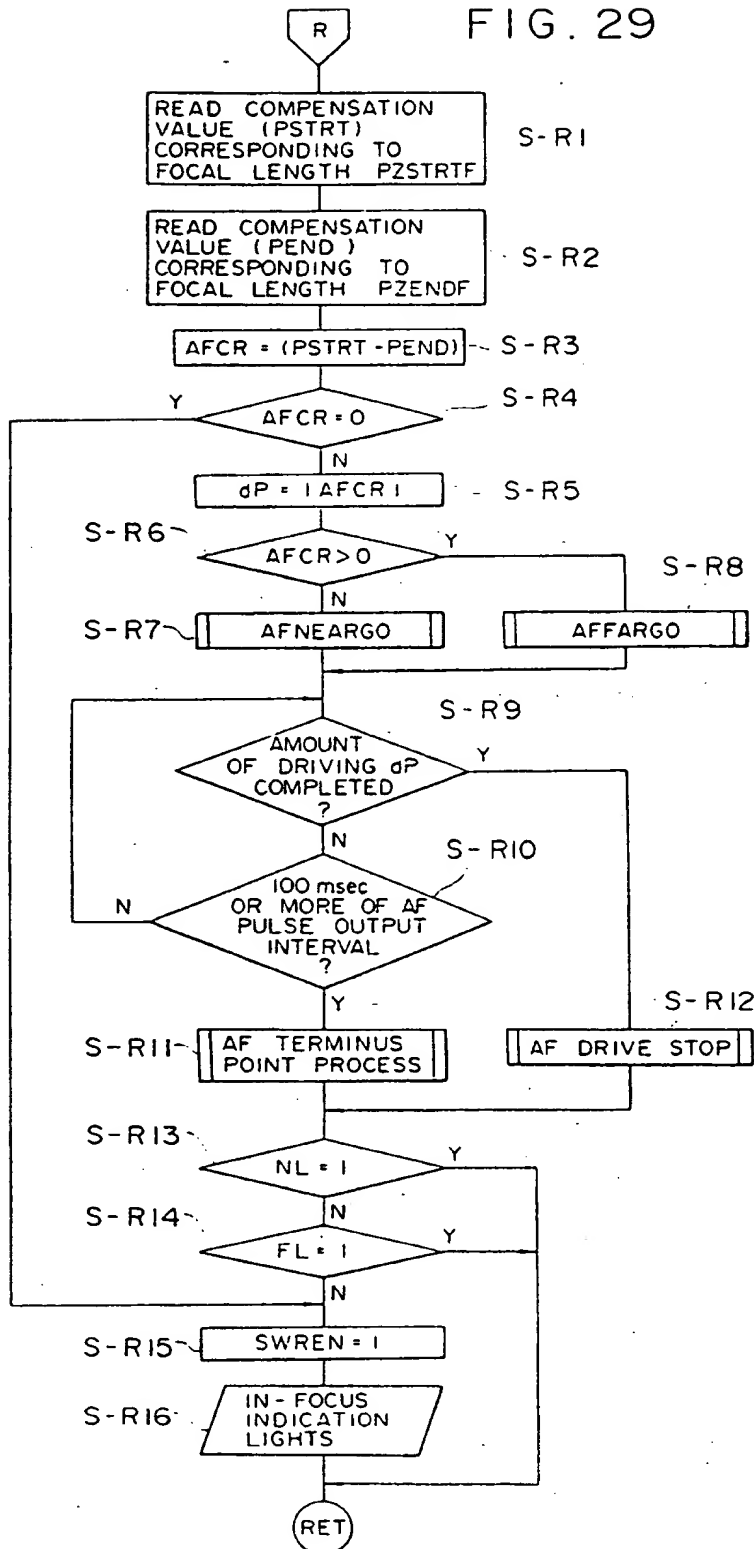 FIG. 29
R
READ COMPENSATION
VALUE (PSTRT)
CORRESPONDING TO
FOCAL LENGTH PZSTRTF
S-R1
READ COMPENSATION
VALUE (PEND)
CORRESPONDING TO
FOCAL LENGTH PZENDF
S-R2
AFCR = (PSTRT-PEND)
S-R3
Y
AFCR = 0
S-R4
N
dP = |AFCR|
S-R5
S-R6
AFCR>0
Y
S-R8
N
S-R7
AFNEARGO
AFFARGO
S-R9
AMOUNT
OF DRIVING dP
COMPLETED
?
Y
N
S-R10
N
100 msec
OR MORE OF AF
PULSE OUTPUT
INTERVAL
?
Y
S-R12
S-R11
AF TERMINUS
POINT PROCESS
AF DRIVE STOP
S-R13
NL = 1
Y
N
S-R14
FL = 1
Y
N
S-R15
SWREN = 1
S-R16
IN-FOCUS
INDICATION
LIGHTS
RET